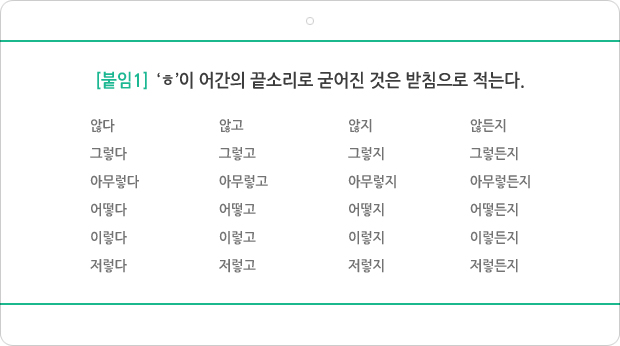 [붙임1] ‘ㅎ’이 어간의 끝소리로 굳어진 것은 받침으로 적는다.
않다 않고 않지 않든지
그렇다 그렇고 그렇지 그렇든지
아무렇다 아무렇고 아무렇지 아무렇든지
어떻다 어떻고 어떻지 어떻든지
이렇다 이렇고 이렇지 이렇든지
저렇다 저렇고 저렇지 저렇든지